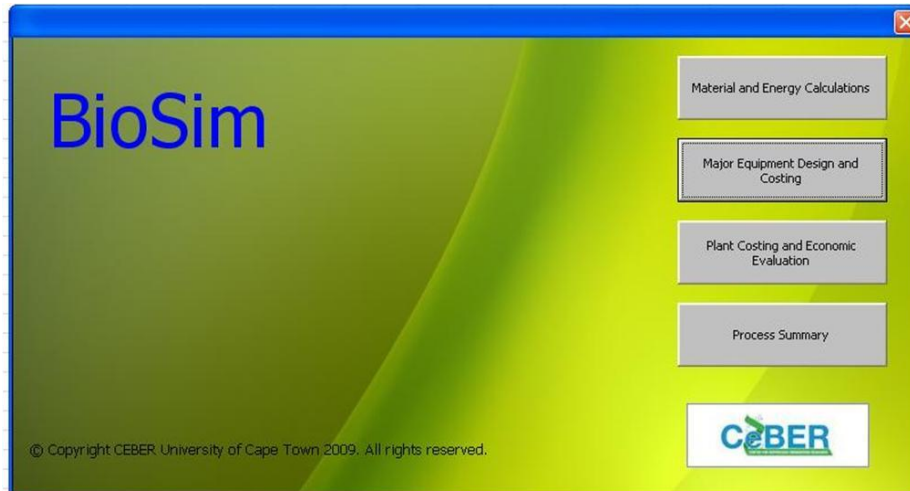 BioSim
Material and Energy Calculations
Major Equipment Design and
Costing
Plant Costing and Economic
Evaluation
Process Summary
CeBER
© Copyright CEBER University of Cape Town 2009. All rights reserved.